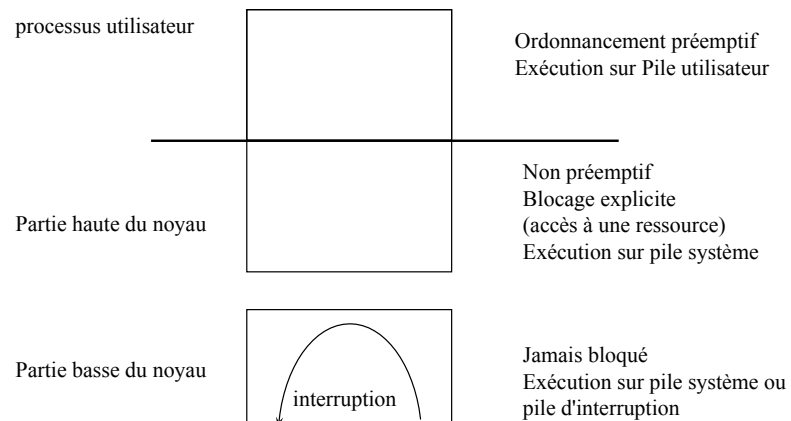 processus utilisateur
Ordonnancement préemptif
Exécution sur Pile utilisateur
Partie haute du noyau
Non préemptif
Blocage explicite
(accès à une ressource)
Exécution sur pile système
Partie basse du noyau
interruption
Jamais bloqué
Exécution sur pile système ou
pile d'interruption